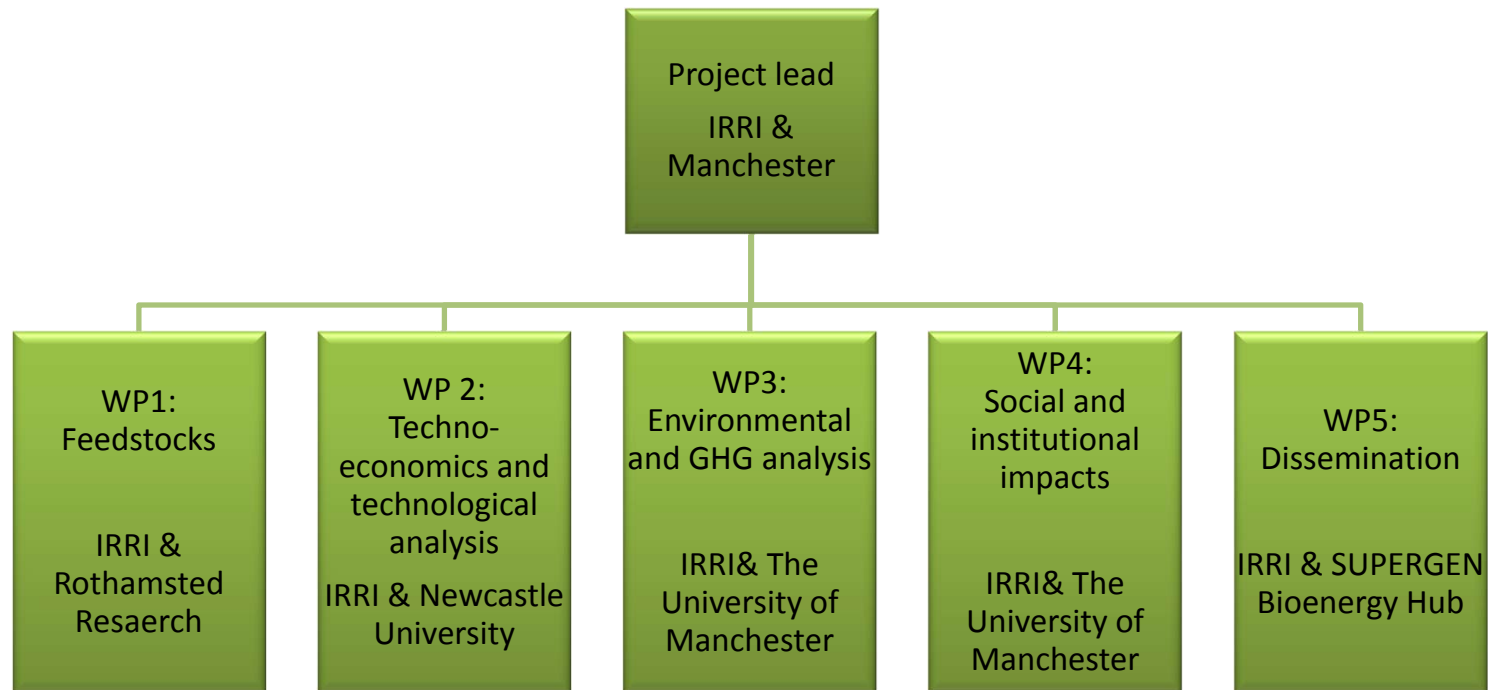 Project lead
IRRI &
Manchester
WP1:
Feedstocks
IRRI &
Rothamsted
Resaerch
WP 2:
Techno-
economics and
technological
analysis
IRRI & Newcastle
University
WP3:
Environmental
and GHG analysis
IRRI& The
University of
Manchester
WP4:
Social and
institutional
impacts
IRRI& The
University of
Manchester
WP5:
Dissemination
IRRI & SUPERGEN
Bioenergy Hub